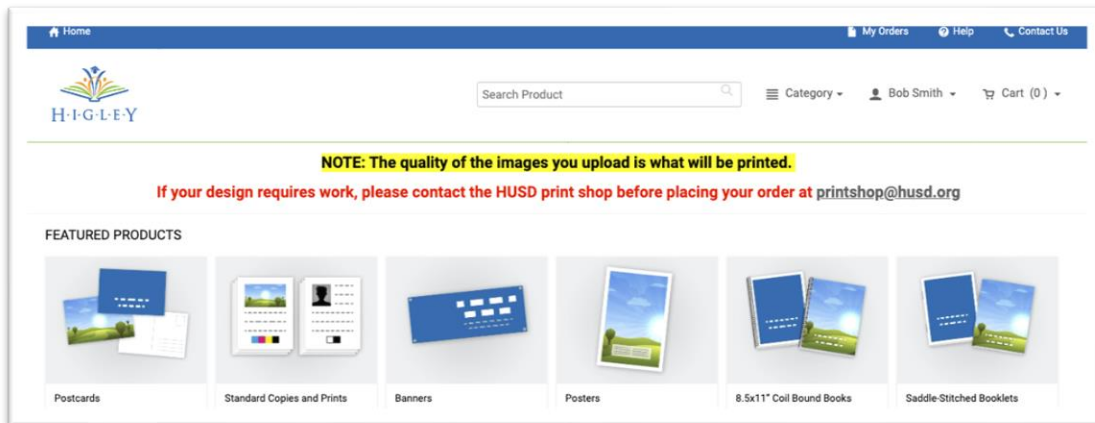 Home My Orders Help Contact Us
H·I·G·L·E·Y
Search Product Category Bob Smith Cart (0)
NOTE: The quality of the images you upload is what will be printed.
If your design requires work, please contact the HUSD print shop before placing your order at printshop@husd.org
FEATURED PRODUCTS
Postcards Standard Copies and Prints Banners Posters 8.5x11" Coil Bound Books Saddle-Stitched Booklets